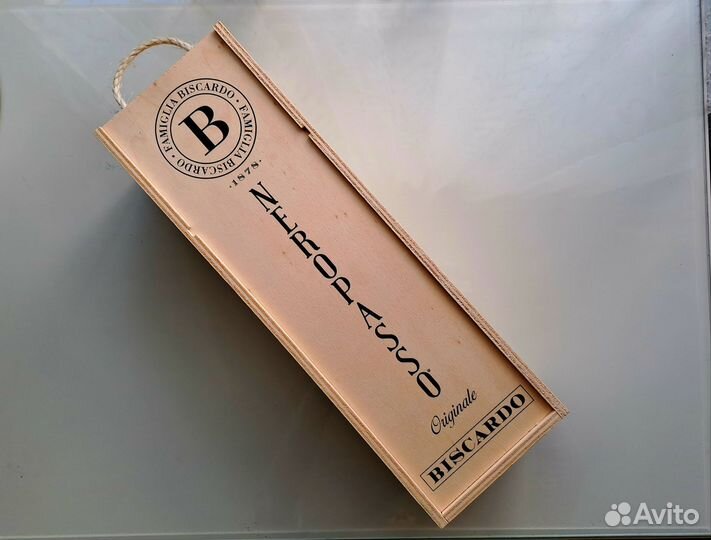 FAMIGLIA BISCARDO · FAMIGLIA BISCARDO ·
B
·1878·
NEROPASSO
Originale
BISCARDO
Avito